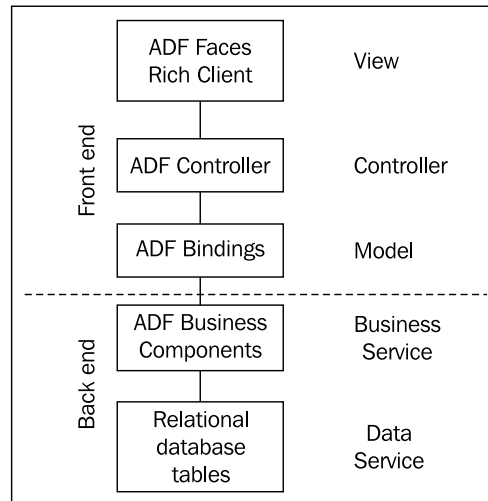 ADF Faces
Rich Client
View
Front end
ADF Controller
Controller
ADF Bindings
Model
ADF Business
Components
Business
Service
Back end
Relational
database
tables
Data
Service